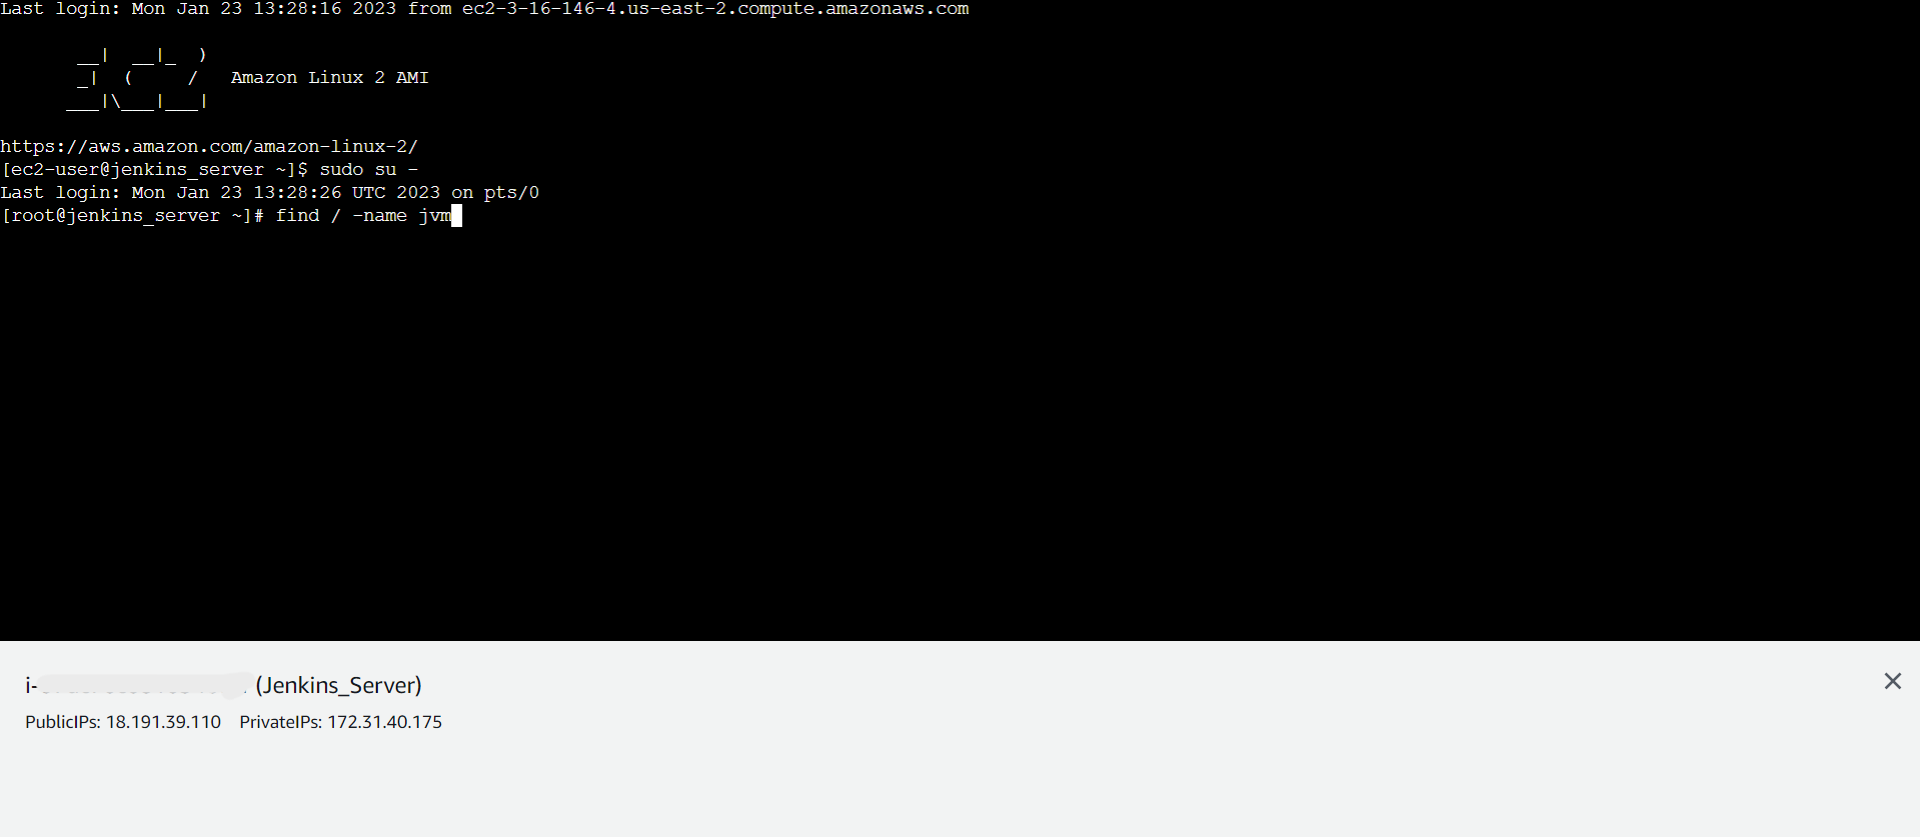 Last login: Mon Jan 23 13:28:16 2023 from ec2-3-16-146-4.us-east-2.compute.amazonaws.com
       __|  __|_  )
       _|  (     /   Amazon Linux 2 AMI
      ___|\___|___|
https://aws.amazon.com/amazon-linux-2/
[ec2-user@jenkins_server ~]$ sudo su -
Last login: Mon Jan 23 13:28:26 UTC 2023 on pts/0
[root@jenkins_server ~]# find / -name jvm
i- (Jenkins_Server)
PublicIPs: 18.191.39.110 PrivateIPs: 172.31.40.175